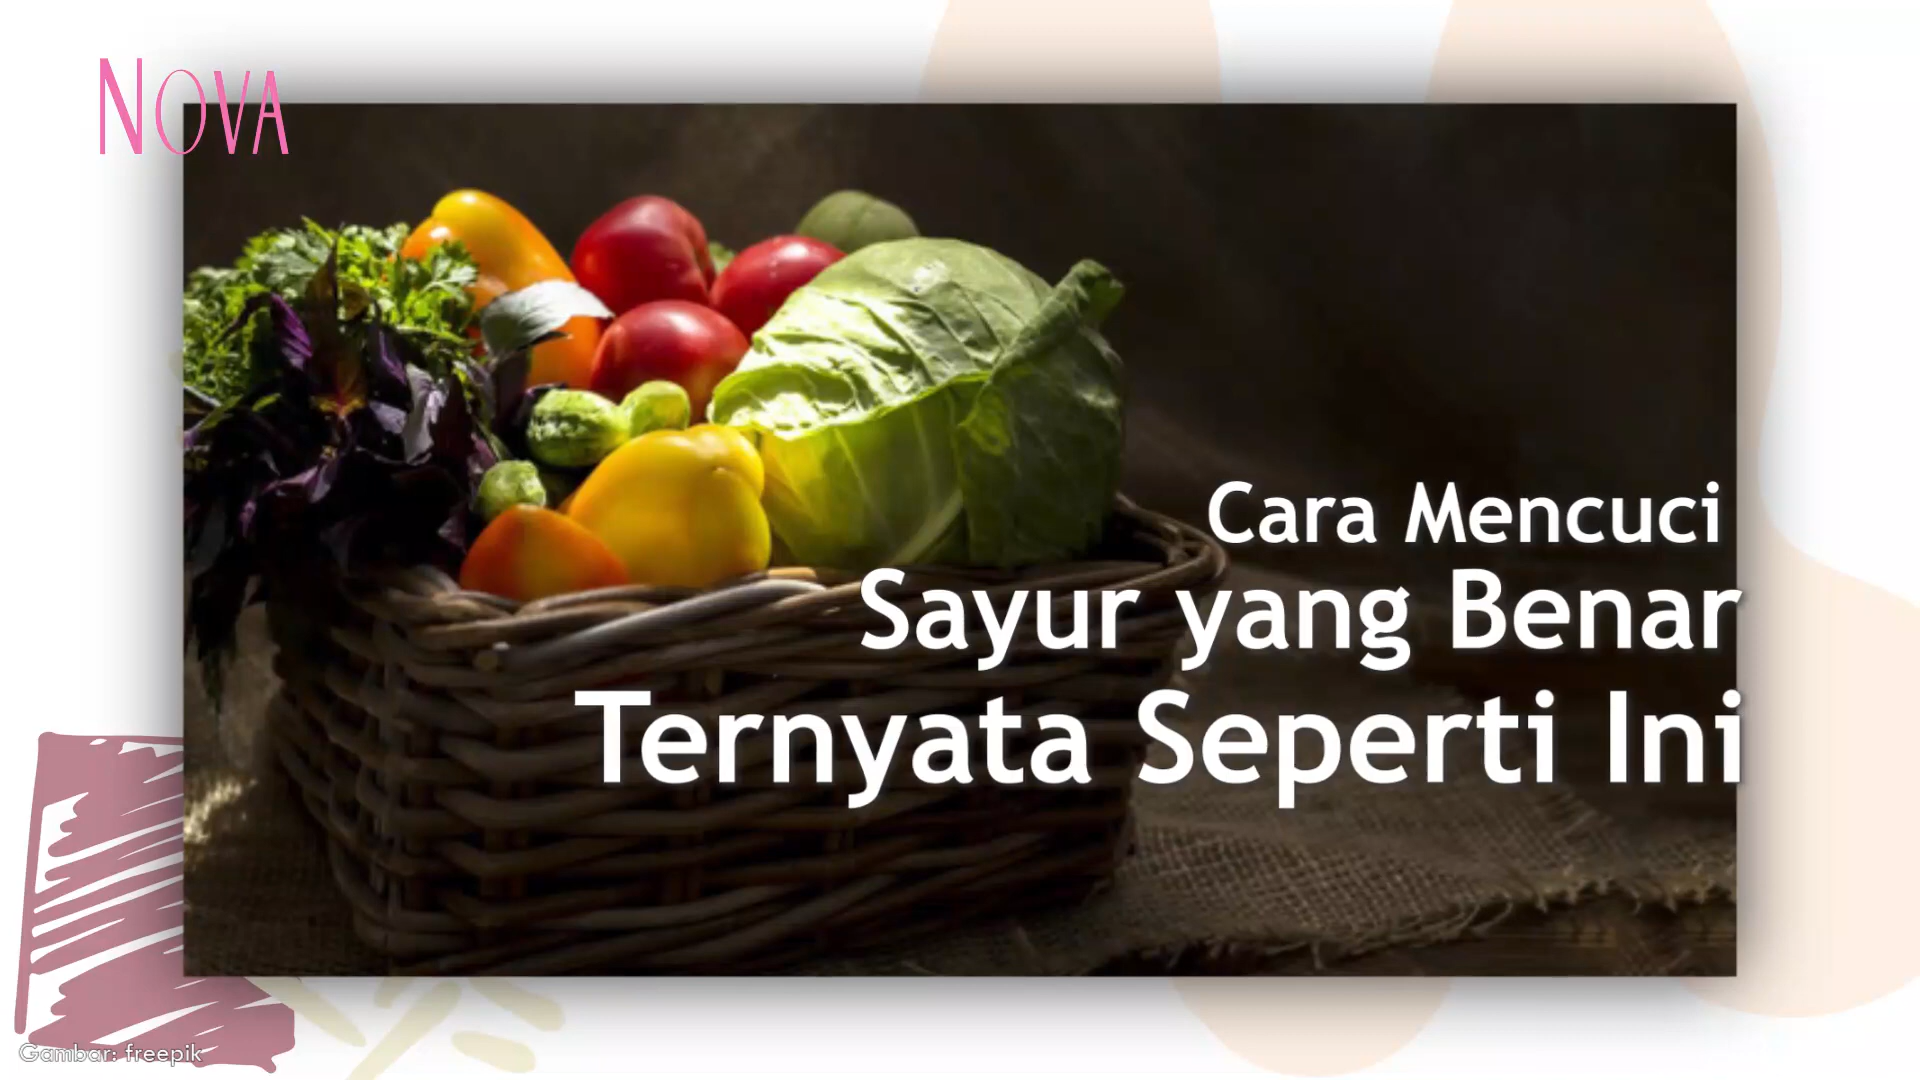 NOVA
Cara Mencuci
Sayur yang Benar
Ternyata Seperti Ini
Gambar: freepik